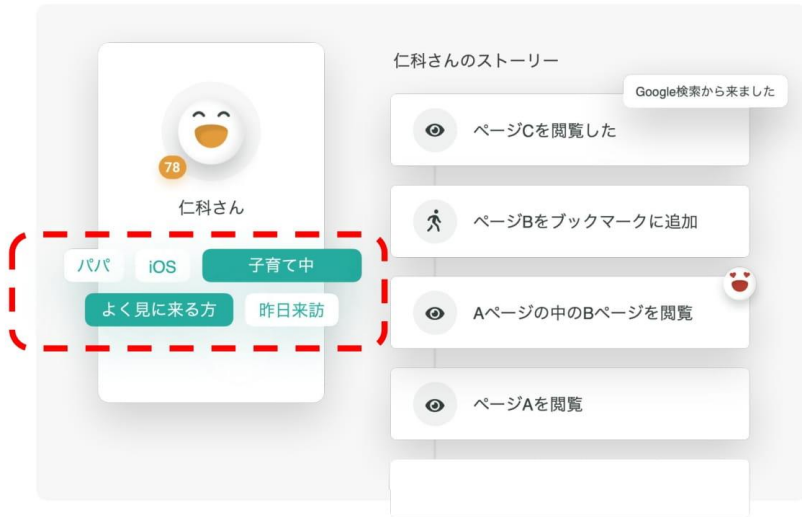 仁科さんのストーリー
Google検索から来ました
ページCを閲覧した
78
仁科さん
ページBをブックマークに追加
パパ
iOS
子育て中
よく見に来る方
昨日来訪
Aページの中のBページを閲覧
ページAを閲覧